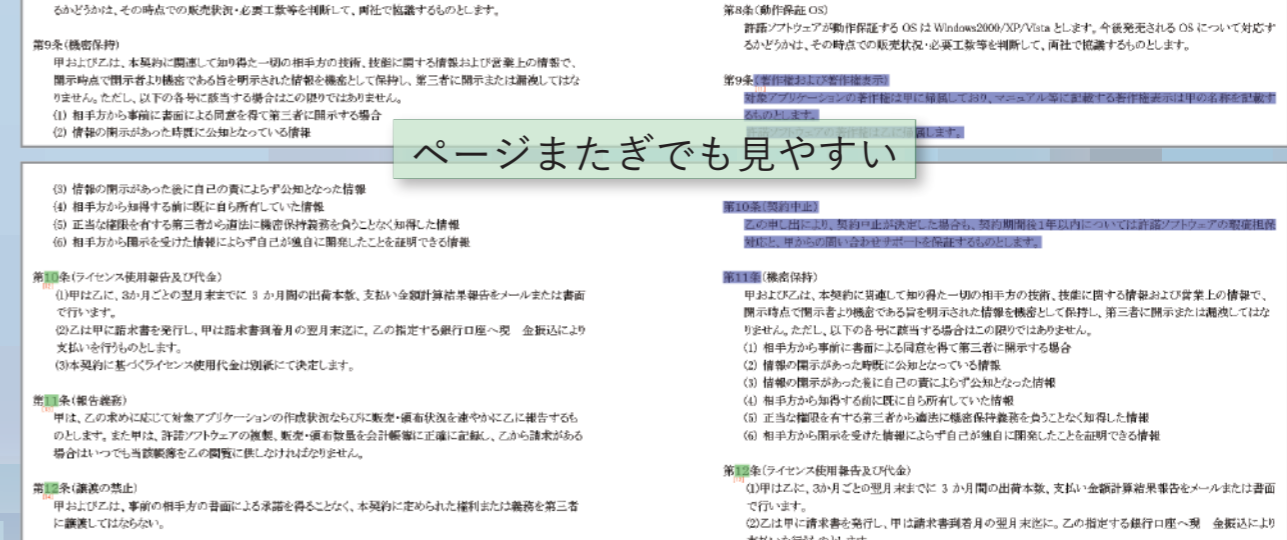 るかどうかは、その時点での販売状況・必要工数等を判断して、両社で協議するものとします。
第9条(機密保持)
甲および乙は、本契約に関連して知り得た一切の相手方の技術、技能に関する情報および営業上の情報で、
開示時点で開示者より機密である旨を明示された情報を機密として保持し、第三者に開示または漏洩してはな
りません。ただし、以下の各号に該当する場合はこの限りではありません。
(1) 相手方から事前に書面による同意を得て第三者に開示する場合
(2) 情報の開示があった時既に公知となっている情報
(3) 情報の開示があった後に自己の責によらず公知となった情報
(4) 相手方から知得する前に既に自ら所有していた情報
(5) 正当な権限を有する第三者から適法に機密保持義務を負うことなく知得した情報
(6) 相手方から開示を受けた情報によらず自己が独自に開発したことを証明できる情報
第10条(ライセンス使用報告及び代金)
(1)甲は乙に、3か月ごとの翌月末までに 3 か月間の出荷本数、支払い金額計算結果報告をメールまたは書面
で行います。
(2)乙は甲に請求書を発行し、甲は請求書到着月の翌月末迄に、乙の指定する銀行口座へ現 金振込により
支払いを行うものとします。
(3)本契約に基づくライセンス使用代金は別紙にて決定します。
第11条(報告義務)
甲は、乙の求めに応じて対象アプリケーションの作成状況ならびに販売・頒布状況を速やかに乙に報告するも
のとします。また甲は、許諾ソフトウェアの複製、販売・頒布数量を会計帳簿に正確に記録し、乙から請求がある
場合はいつでも当該帳簿を乙の閲覧に供しなければなりません。
第12条(譲渡の禁止)
甲および乙は、事前の相手方の書面による承諾を得ることなく、本契約に定められた権利または義務を第三者
に譲渡してはならない。
ページまたぎでも見やすい
第8条(動作保証 OS)
許諾ソフトウェアが動作保証する OS は Windows2000/XP/Vista とします。今後発売される OS について対応す
るかどうかは、その時点での販売状況・必要工数等を判断して、両社で協議するものとします。
第9条(著作権および著作権表示)
対象アプリケーションの著作権は甲に帰属しており、マニュアル等に記載する著作権表示は甲の名称を記載す
るものとします。
許諾ソフトウェアの著作権は乙に帰属します。
第10条(契約中止)
乙の申し出により、契約中止が決定した場合も、契約期間後1年以内については許諾ソフトウェアの瑕疵担保
対応と、甲からの問い合わせサポートを保証するものとします。
第11条(機密保持)
甲および乙は、本契約に関連して知り得た一切の相手方の技術、技能に関する情報および営業上の情報で、
開示時点で開示者より機密である旨を明示された情報を機密として保持し、第三者に開示または漏洩してはな
りません。ただし、以下の各号に該当する場合はこの限りではありません。
(1) 相手方から事前に書面による同意を得て第三者に開示する場合
(2) 情報の開示があった時既に公知となっている情報
(3) 情報の開示があった後に自己の責によらず公知となった情報
(4) 相手方から知得する前に既に自ら所有していた情報
(5) 正当な権限を有する第三者から適法に機密保持義務を負うことなく知得した情報
(6) 相手方から開示を受けた情報によらず自己が独自に開発したことを証明できる情報
第12条(ライセンス使用報告及び代金)
(1)甲は乙に、3か月ごとの翌月末までに 3 か月間の出荷本数、支払い金額計算結果報告をメールまたは書面
で行います。
(2)乙は甲に請求書を発行し、甲は請求書到着月の翌月末迄に。乙の指定する銀行口座へ現 金振込により